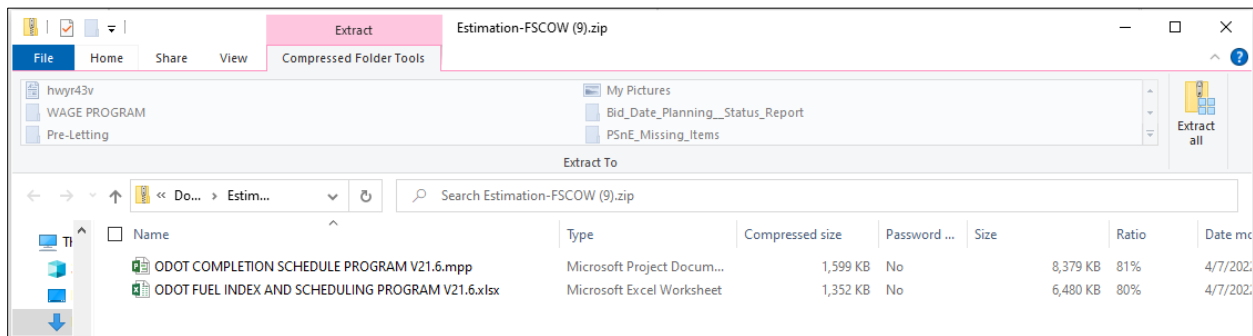 Extract
Estimation-FSCOW (9).zip
File Home Share View Compressed Folder Tools
hwyr43v My Pictures
WAGE PROGRAM Bid_Date_Planning__Status_Report
Pre-Letting PSnE_Missing_Items
Extract all
Extract To
« Do... › Estim... Search Estimation-FSCOW (9).zip
Th Name Type Compressed size Password ... Size Ratio Date mo
ODOT COMPLETION SCHEDULE PROGRAM V21.6.mpp Microsoft Project Docum... 1,599 KB No 8,379 KB 81% 4/7/2022
ODOT FUEL INDEX AND SCHEDULING PROGRAM V21.6.xlsx Microsoft Excel Worksheet 1,352 KB No 6,480 KB 80% 4/7/2022